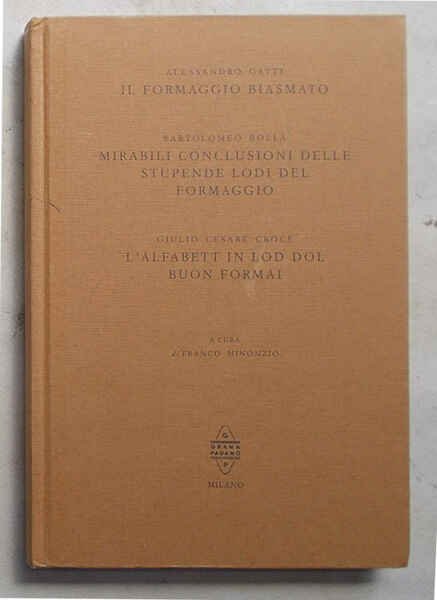 ALESSANDRO GATTI
IL FORMAGGIO BIASMATO
BARTOLOMEO BOLLA
MIRABILI CONCLUSIONI DELLE
STUPENDE LODI DEL
FORMAGGIO
GIULIO CESARE CROCE
L'ALFABETT IN LOD DOL
BUON FORMAI
A CURA
di FRANCO MINONZIO
G
GRANA
PADANO
P
MILANO